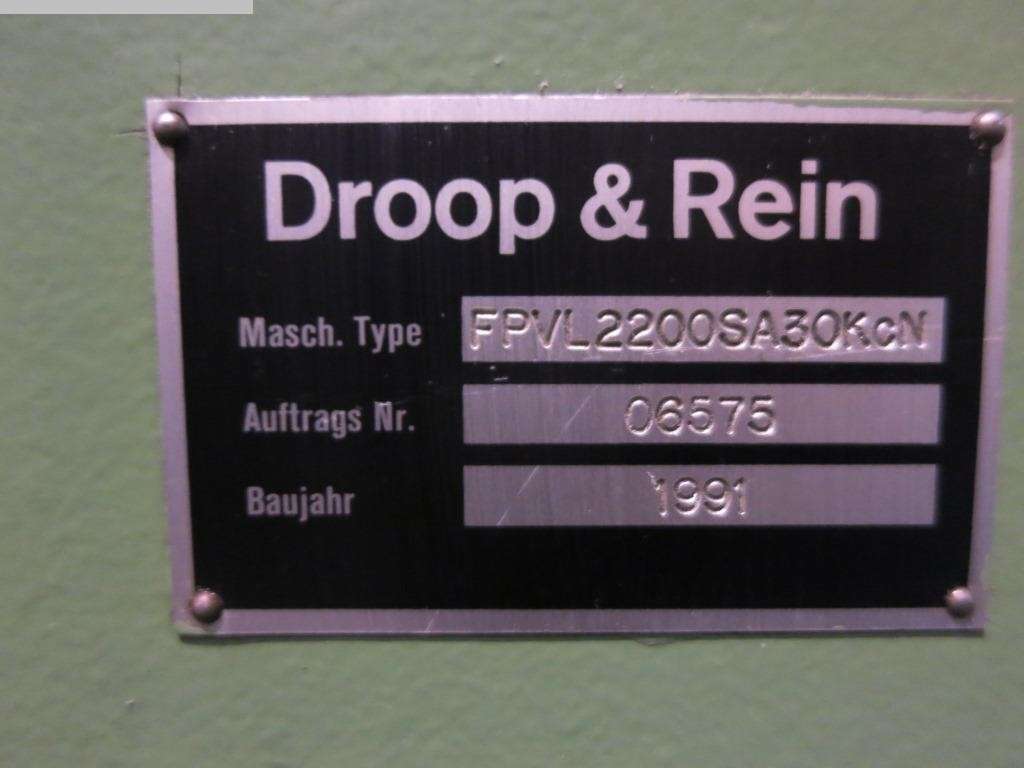 Droop & Rein
Masch. Type FPVL2200SA30KcN
Auftrags Nr. 06575
Baujahr 1991